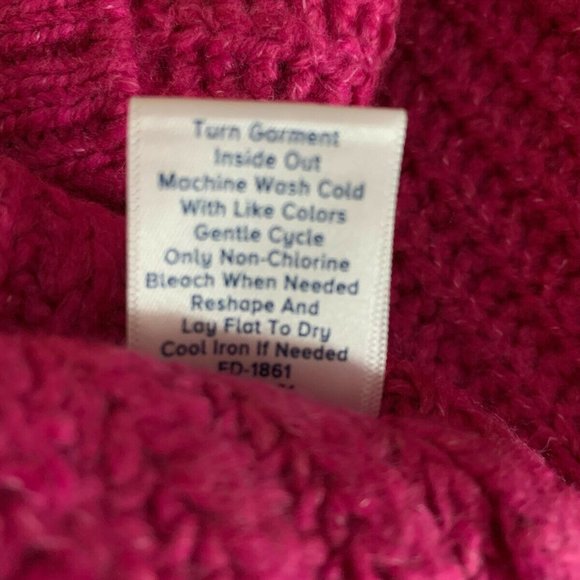 Turn Garment
Inside Out
Machine Wash Cold
With Like Colors
Gentle Cycle
Only Non-Chlorine
Bleach When Needed
Reshape And
Lay Flat To Dry
Cool Iron If Needed
ED-1861